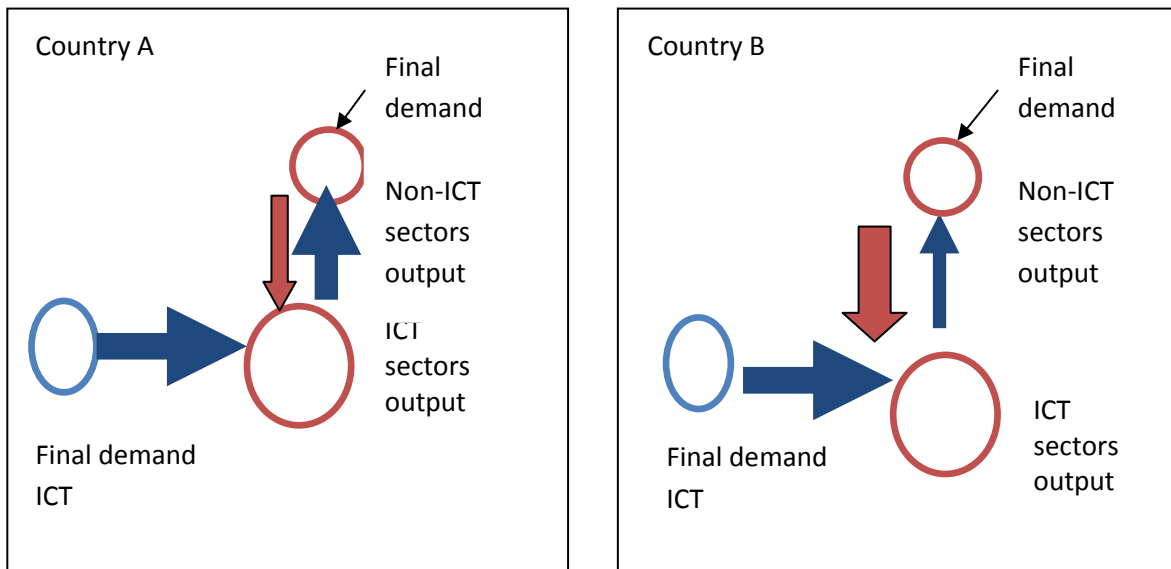 Country A
Final
demand
Non-ICT
sectors
output
ICT
sectors
output
Final demand
ICT
Country B
Final
demand
Non-ICT
sectors
output
ICT
sectors
output
Final demand
ICT